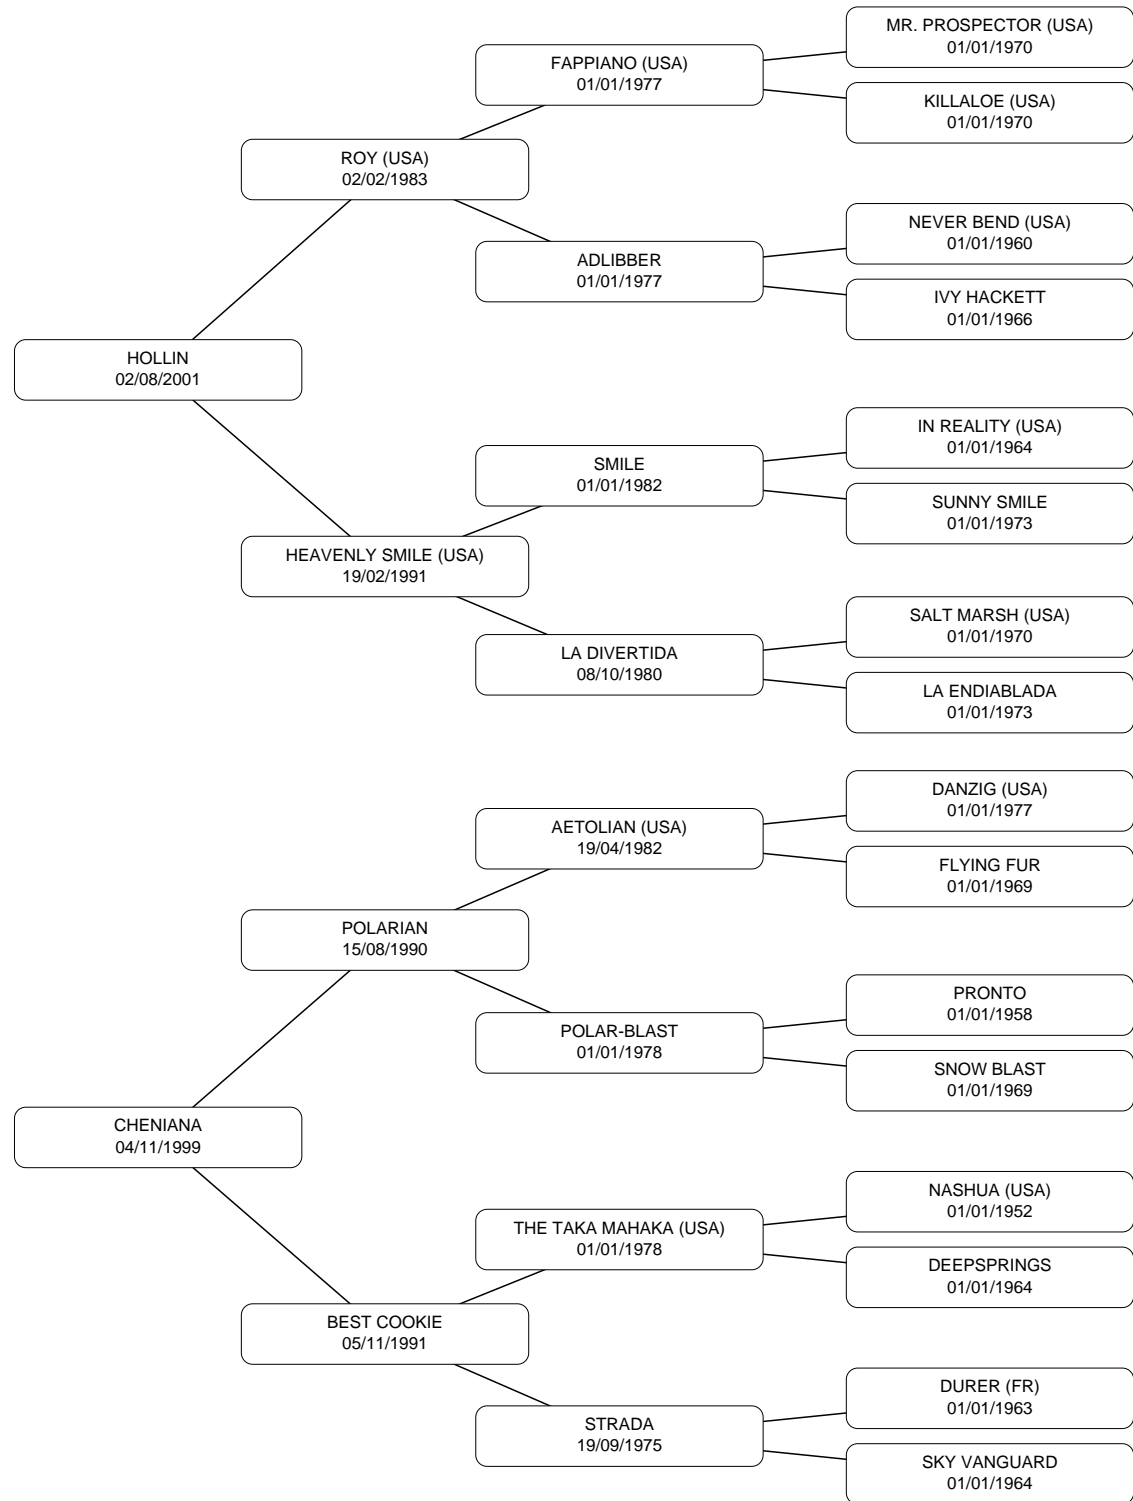 MR. PROSPECTOR (USA)
01/01/1970
FAPPIANO (USA)
01/01/1977
KILLALOE (USA)
01/01/1970
ROY (USA)
02/02/1983
NEVER BEND (USA)
01/01/1960
ADLIBBER
01/01/1977
IVY HACKETT
01/01/1966
HOLLIN
02/08/2001
IN REALITY (USA)
01/01/1964
SMILE
01/01/1982
SUNNY SMILE
01/01/1973
HEAVENLY SMILE (USA)
19/02/1991
SALT MARSH (USA)
01/01/1970
LA DIVERTIDA
08/10/1980
LA ENDIABLADA
01/01/1973
DANZIG (USA)
01/01/1977
AETOLIAN (USA)
19/04/1982
FLYING FUR
01/01/1969
POLARIAN
15/08/1990
PRONTO
01/01/1958
POLAR-BLAST
01/01/1978
SNOW BLAST
01/01/1969
CHENIANA
04/11/1999
NASHUA (USA)
01/01/1952
THE TAKA MAHAKA (USA)
01/01/1978
DEEPSPRINGS
01/01/1964
BEST COOKIE
05/11/1991
DURER (FR)
01/01/1963
STRADA
19/09/1975
SKY VANGUARD
01/01/1964